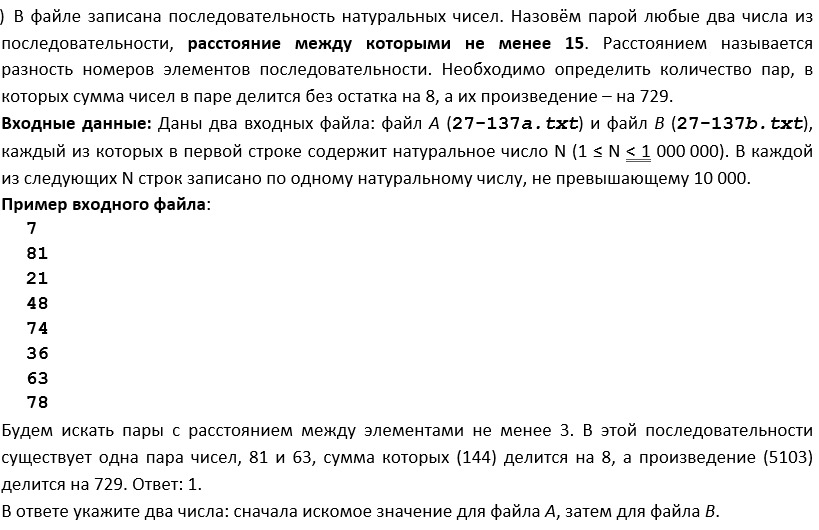 ) В файле записана последовательность натуральных чисел. Назовём парой любые два числа из
последовательности, расстояние между которыми не менее 15. Расстоянием называется
разность номеров элементов последовательности. Необходимо определить количество пар, в
которых сумма чисел в паре делится без остатка на 8, а их произведение – на 729.
Входные данные: Даны два входных файла: файл A (27-137a.txt) и файл B (27-137b.txt),
каждый из которых в первой строке содержит натуральное число N (1 ≤ N < 1 000 000). В каждой
из следующих N строк записано по одному натуральному числу, не превышающему 10 000.
Пример входного файла:
7
81
21
48
74
36
63
78
Будем искать пары с расстоянием между элементами не менее 3. В этой последовательности
существует одна пара чисел, 81 и 63, сумма которых (144) делится на 8, а произведение (5103)
делится на 729. Ответ: 1.
В ответе укажите два числа: сначала искомое значение для файла A, затем для файла B.